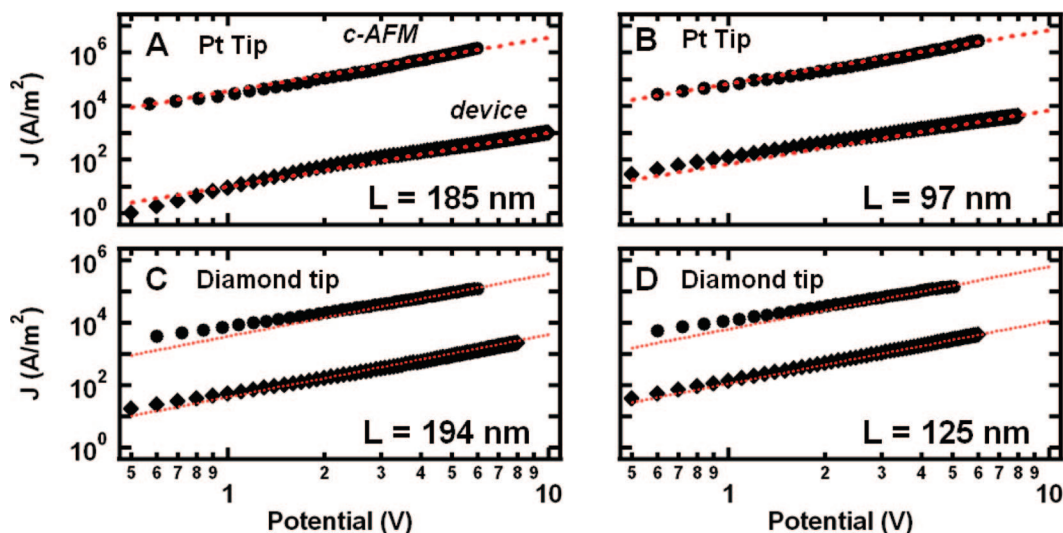 A Pt Tip c-AFM
device
L = 185 nm
J (A/m²)
10⁶
10⁴
10²
10⁰
B Pt Tip
L = 97 nm
J (A/m²)
C Diamond tip
L = 194 nm
J (A/m²)
10⁶
10⁴
10²
10⁰
5 6 7 8 9 1 2 3 4 5 6 7 8 9 10
Potential (V)
D Diamond tip
L = 125 nm
J (A/m²)
5 6 7 8 9 1 2 3 4 5 6 7 8 9 10
Potential (V)